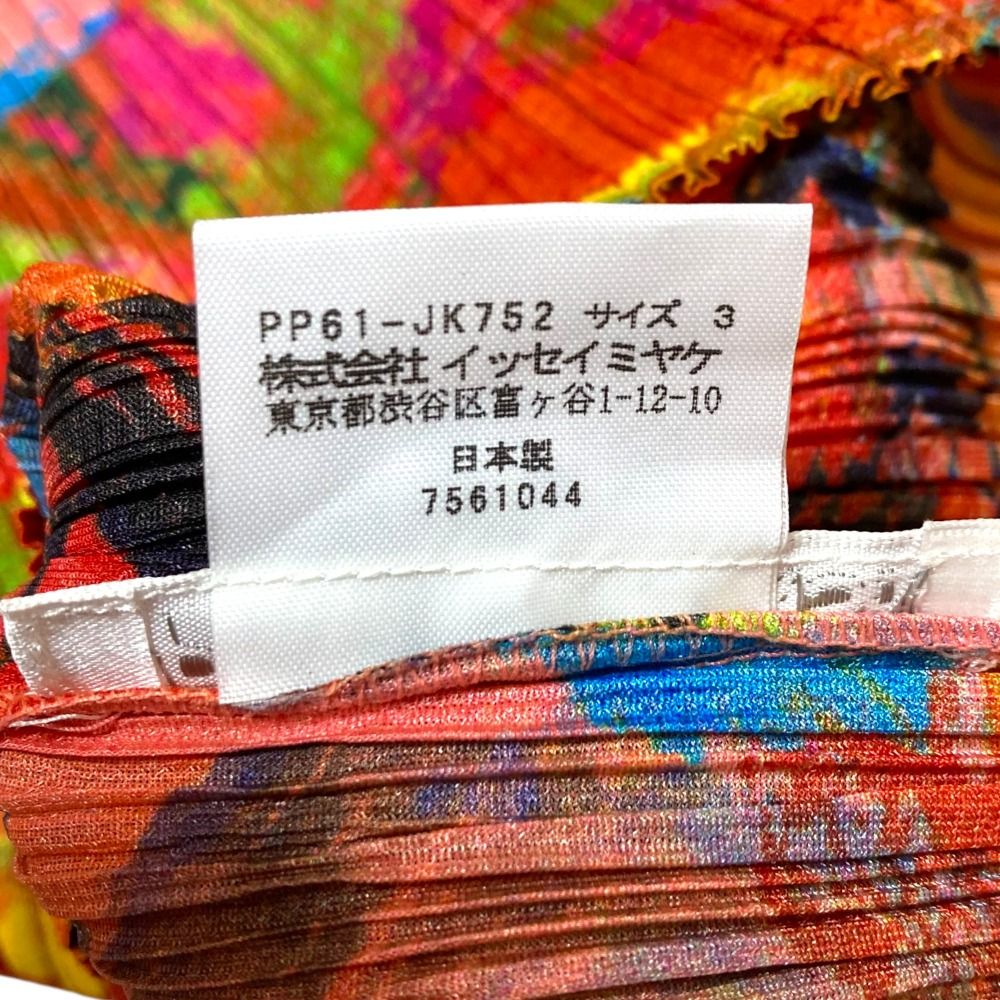 PP61-JK752 サイズ 3
株式会社 イッセイミヤケ
東京都渋谷区富ヶ谷1-12-10
日本製
7561044